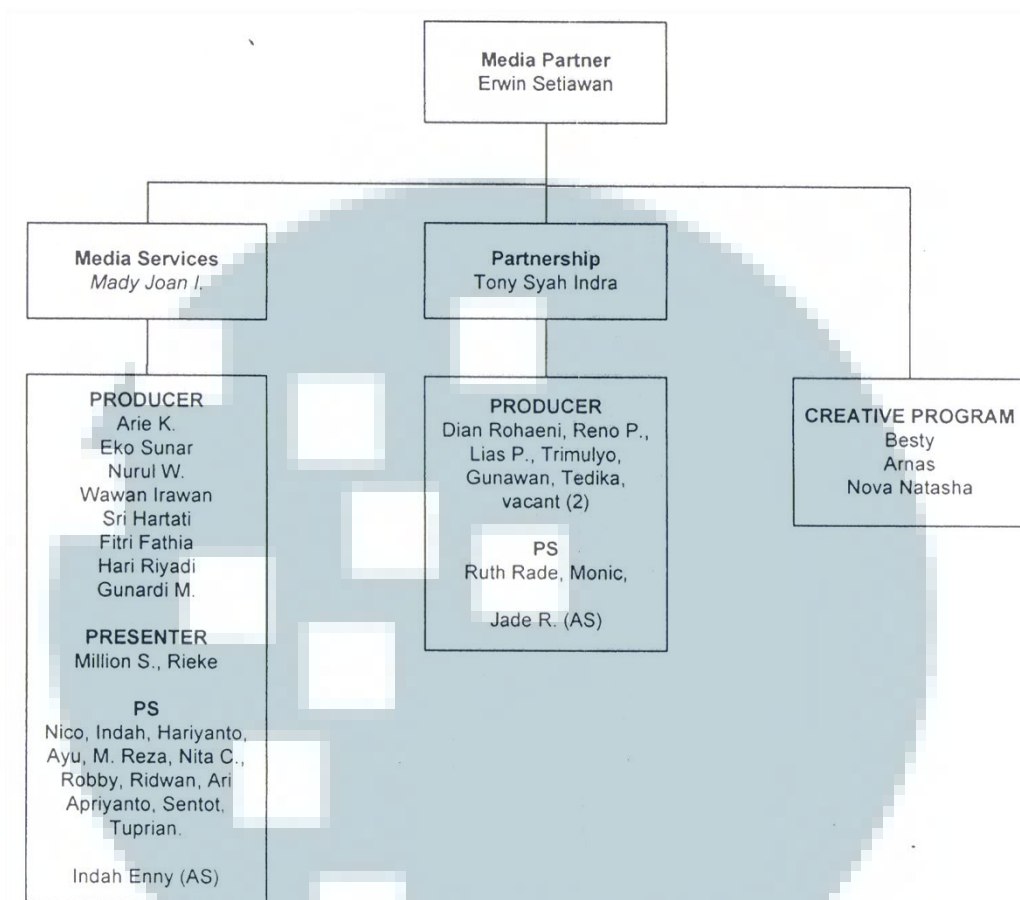 Media Partner
Erwin Setiawan
Media Services
Mady Joan I.
Partnership
Tony Syah Indra
PRODUCER
Arie K.
Eko Sunar
Nurul W.
Wawan Irawan
Sri Hartati
Fitri Fathia
Hari Riyadi
Gunardi M.
PRESENTER
Million S., Rieke
PS
Nico, Indah, Hariyanto,
Ayu, M. Reza, Nita C.,
Robby, Ridwan, Ari
Apriyanto, Sentot,
Tuprian.
Indah Enny (AS)
PRODUCER
Dian Rohaeni, Reno P.,
Lias P., Trimulyo,
Gunawan, Tedika,
vacant (2)
PS
Ruth Rade, Monic,
Jade R. (AS)
CREATIVE PROGRAM
Besty
Arnas
Nova Natasha